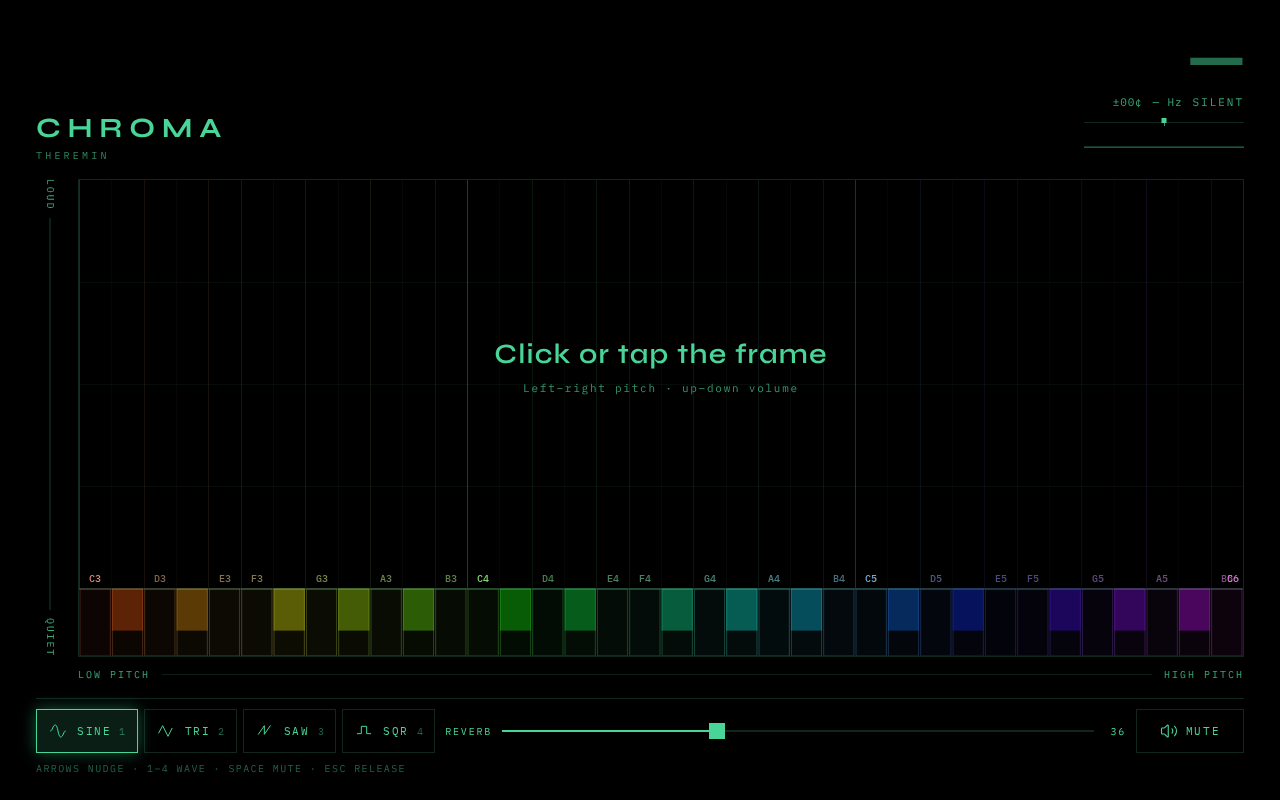 ±00¢ — Hz SILENT
CHROMA
THEREMIN
LOUD
Click or tap the frame
Left–right pitch · up–down volume
C3 D3 E3 F3 G3 A3 B3 C4 D4 E4 F4 G4 A4 B4 C5 D5 E5 F5 G5 A5 C6
QUIET
LOW PITCH HIGH PITCH
SINE 1 TRI 2 SAW 3 SQR 4 REVERB 36 MUTE
ARROWS NUDGE · 1–4 WAVE · SPACE MUTE · ESC RELEASE